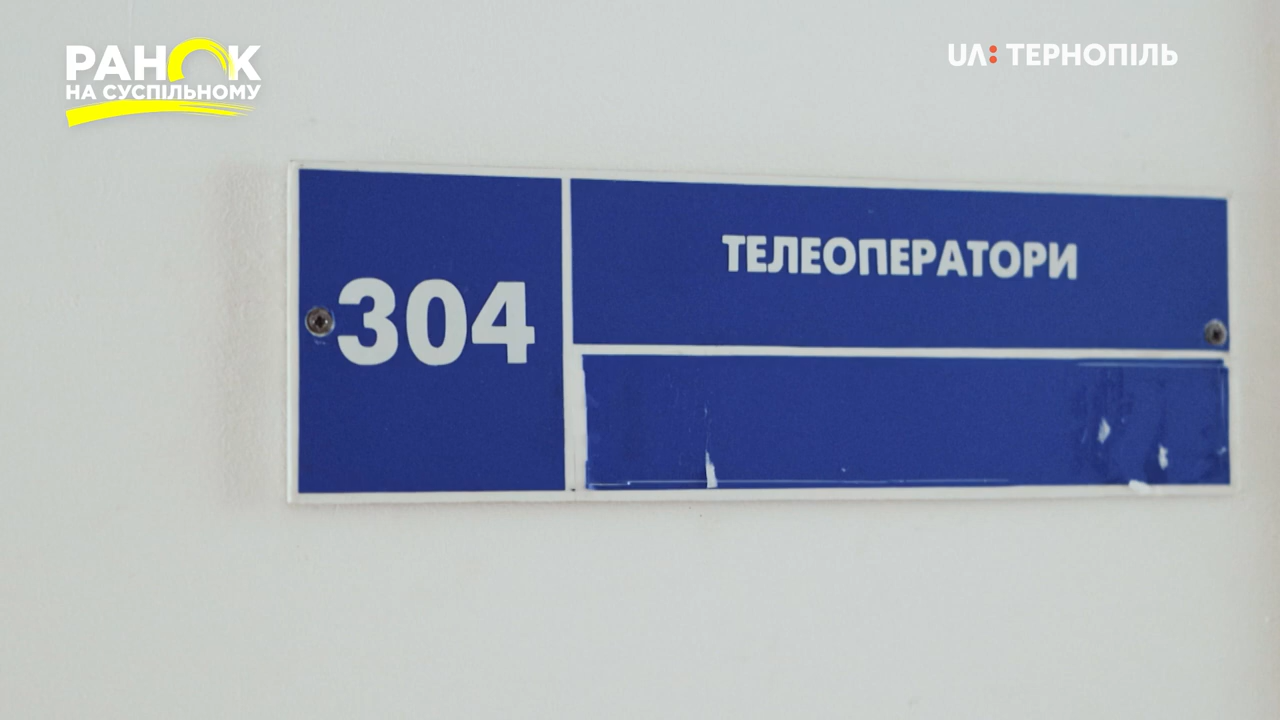 РАНОК
НА СУСПІЛЬНОМУ
UA: ТЕРНОПІЛЬ
304
ТЕЛЕОПЕРАТОРИ